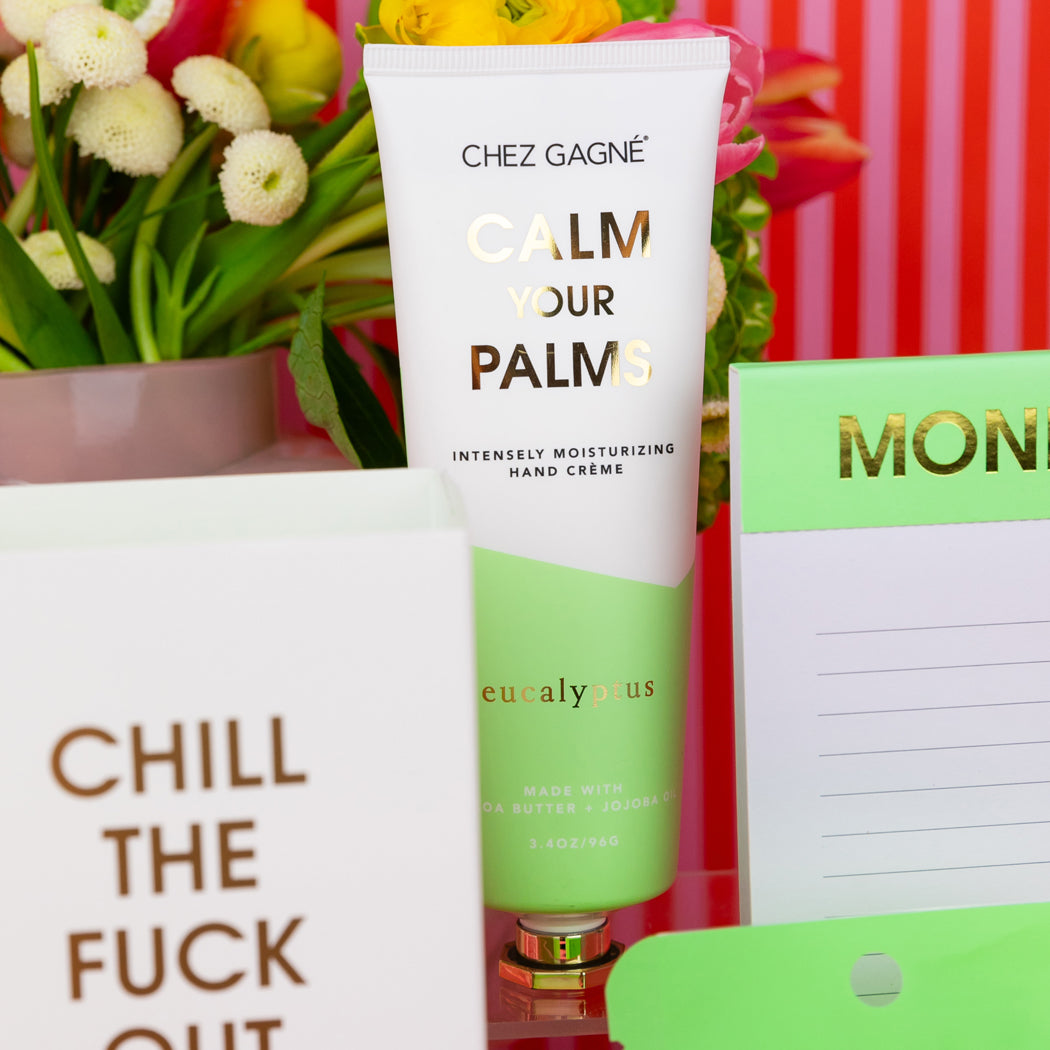 CHEZ GAGNÉ®
CALM
YOUR
PALMS
INTENSELY MOISTURIZING
HAND CRÈME
eucalyptus
MADE WITH
OA BUTTER + JOJOBA OIL
3.4OZ/96G
CHILL
THE
FUCK
OUT
MON